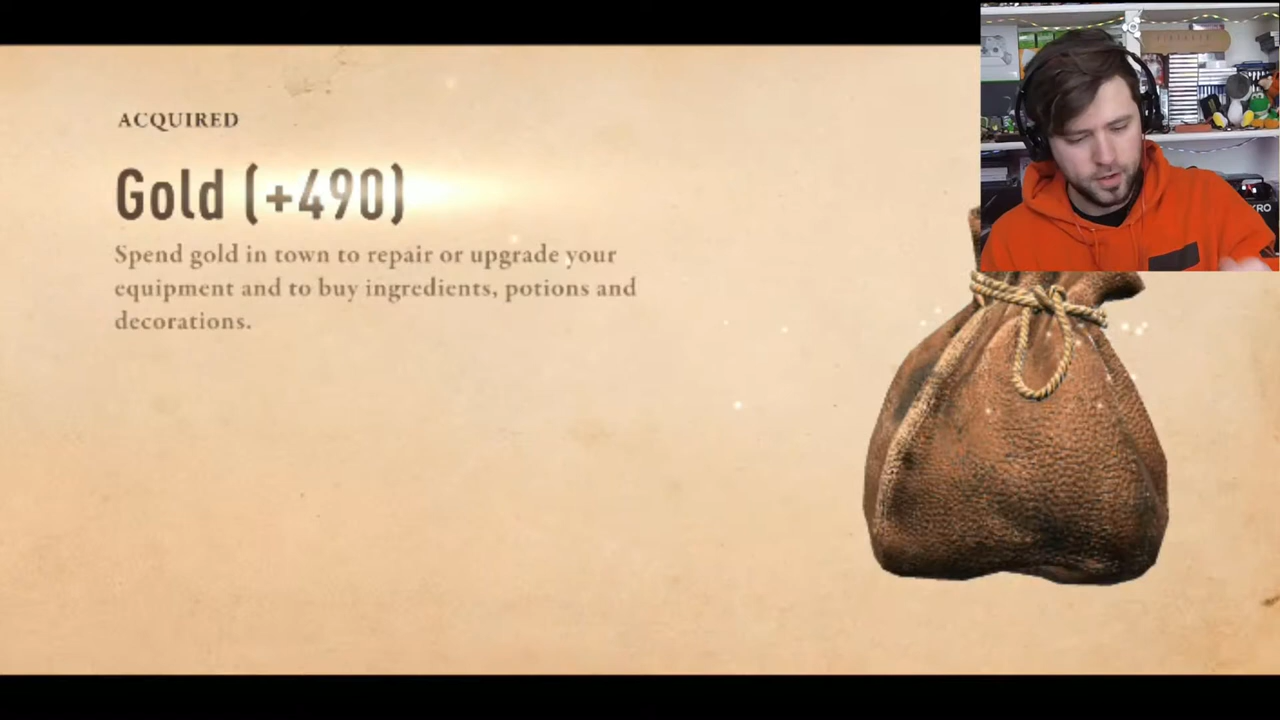 ACQUIRED
Gold (+490)
Spend gold in town to repair or upgrade your
equipment and to buy ingredients, potions and
decorations.